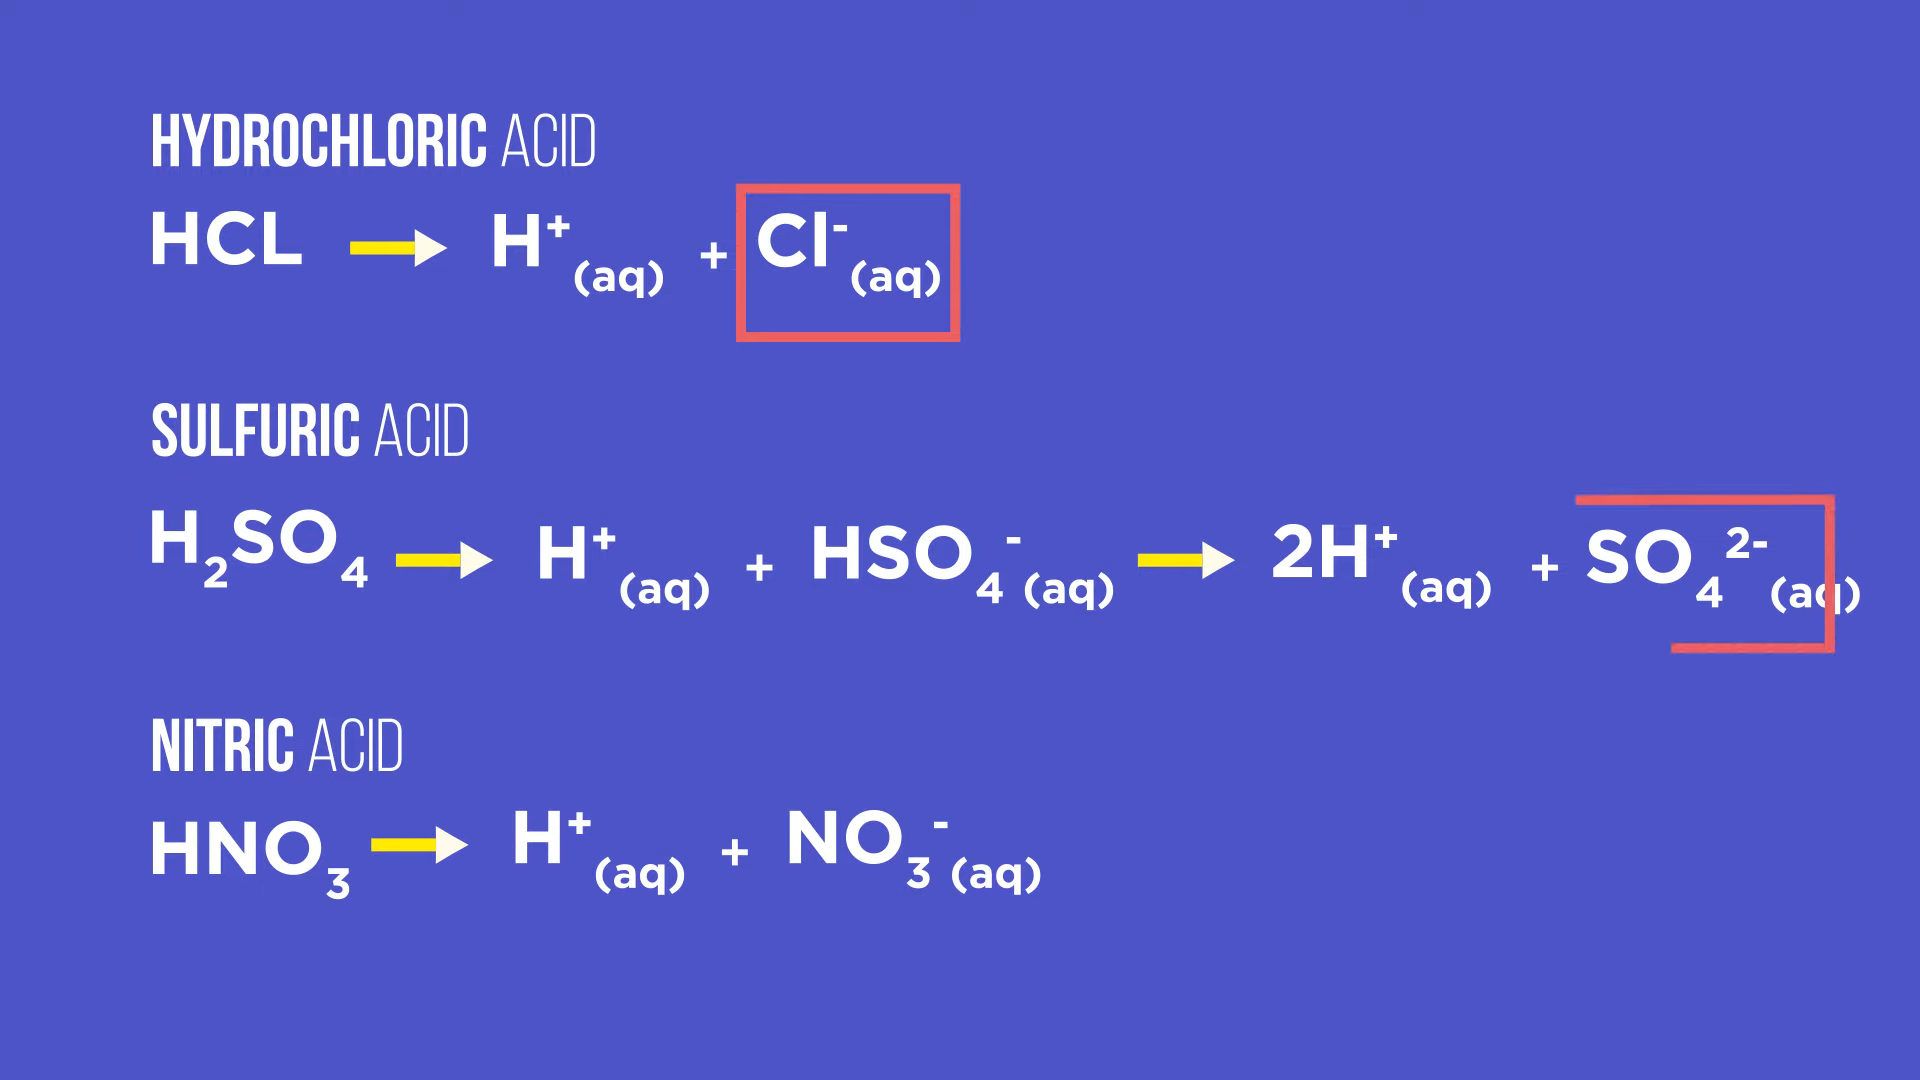 HYDROCHLORIC ACID
HCL H⁺(aq) + Cl⁻(aq)
SULFURIC ACID
H₂SO₄ H⁺(aq) + HSO₄⁻(aq) 2H⁺(aq) + SO₄²⁻(aq)
NITRIC ACID
HNO₃ H⁺(aq) + NO₃⁻(aq)